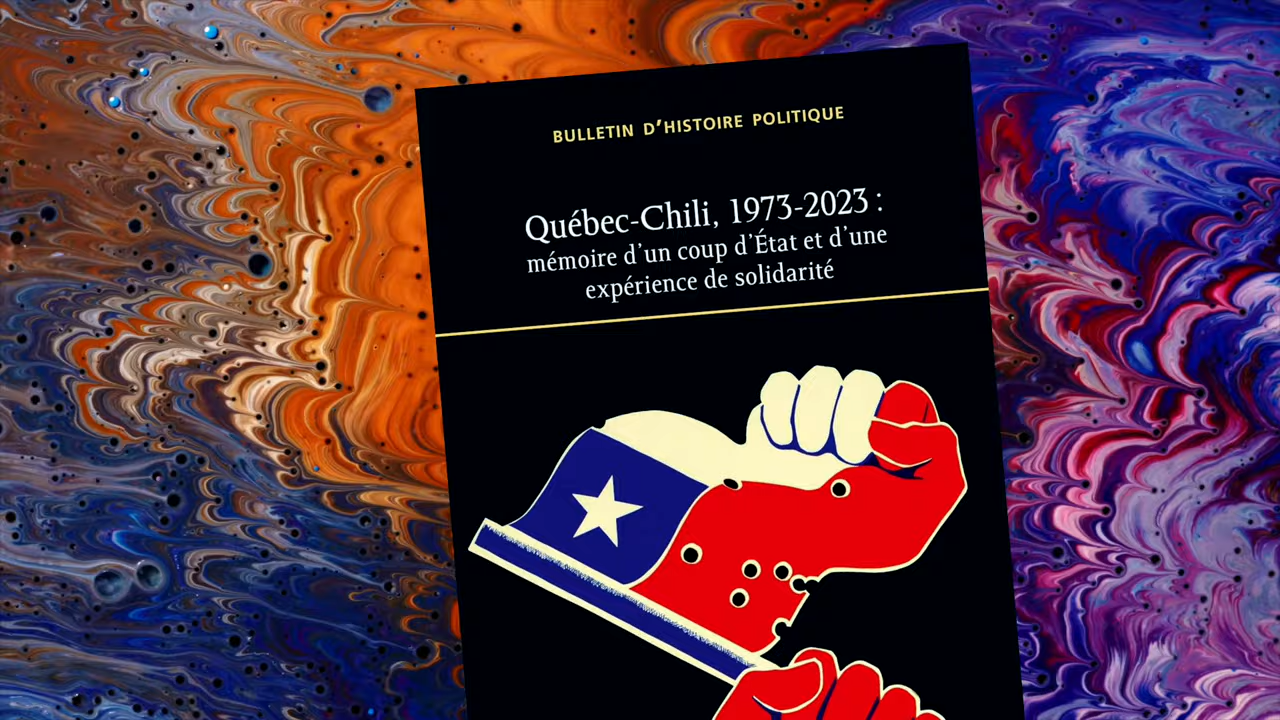 BULLETIN D'HISTOIRE POLITIQUE
Québec-Chili, 1973-2023 :
mémoire d'un coup d'État et d'une
expérience de solidarité